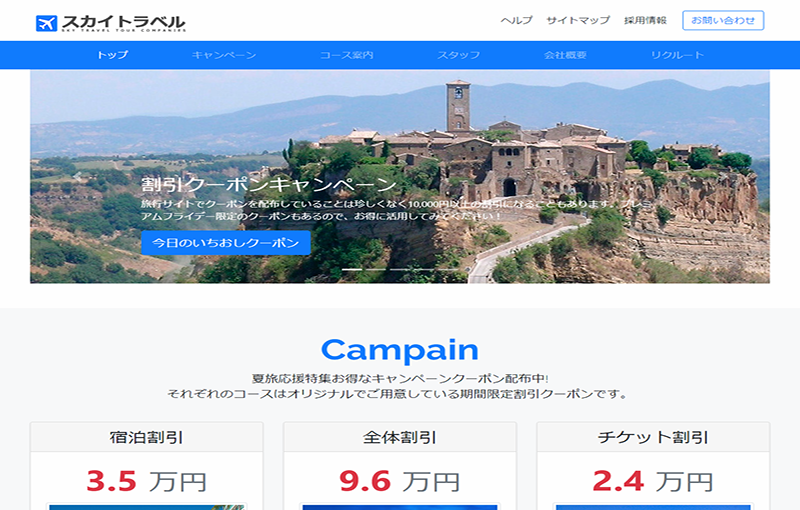 スカイトラベル
SKY TRAVEL TOUR COMPANIES
ヘルプ サイトマップ 採用情報 お問い合わせ
トップ キャンペーン コース案内 スタッフ 会社概要 リクルート
割引クーポンキャンペーン
旅行サイトでクーポンを配布していることは珍しくなく10,000円以上の割引になることもあります。プレミ
アムフライデー限定のクーポンもあるので、お得に活用してみてください！
今日のいちおしクーポン
Campain
夏旅応援特集お得なキャンペーンクーポン配布中!
それぞれのコースはオリジナルでご用意している期間限定割引クーポンです。
宿泊割引 全体割引 チケット割引
3.5 万円 9.6 万円 2.4 万円